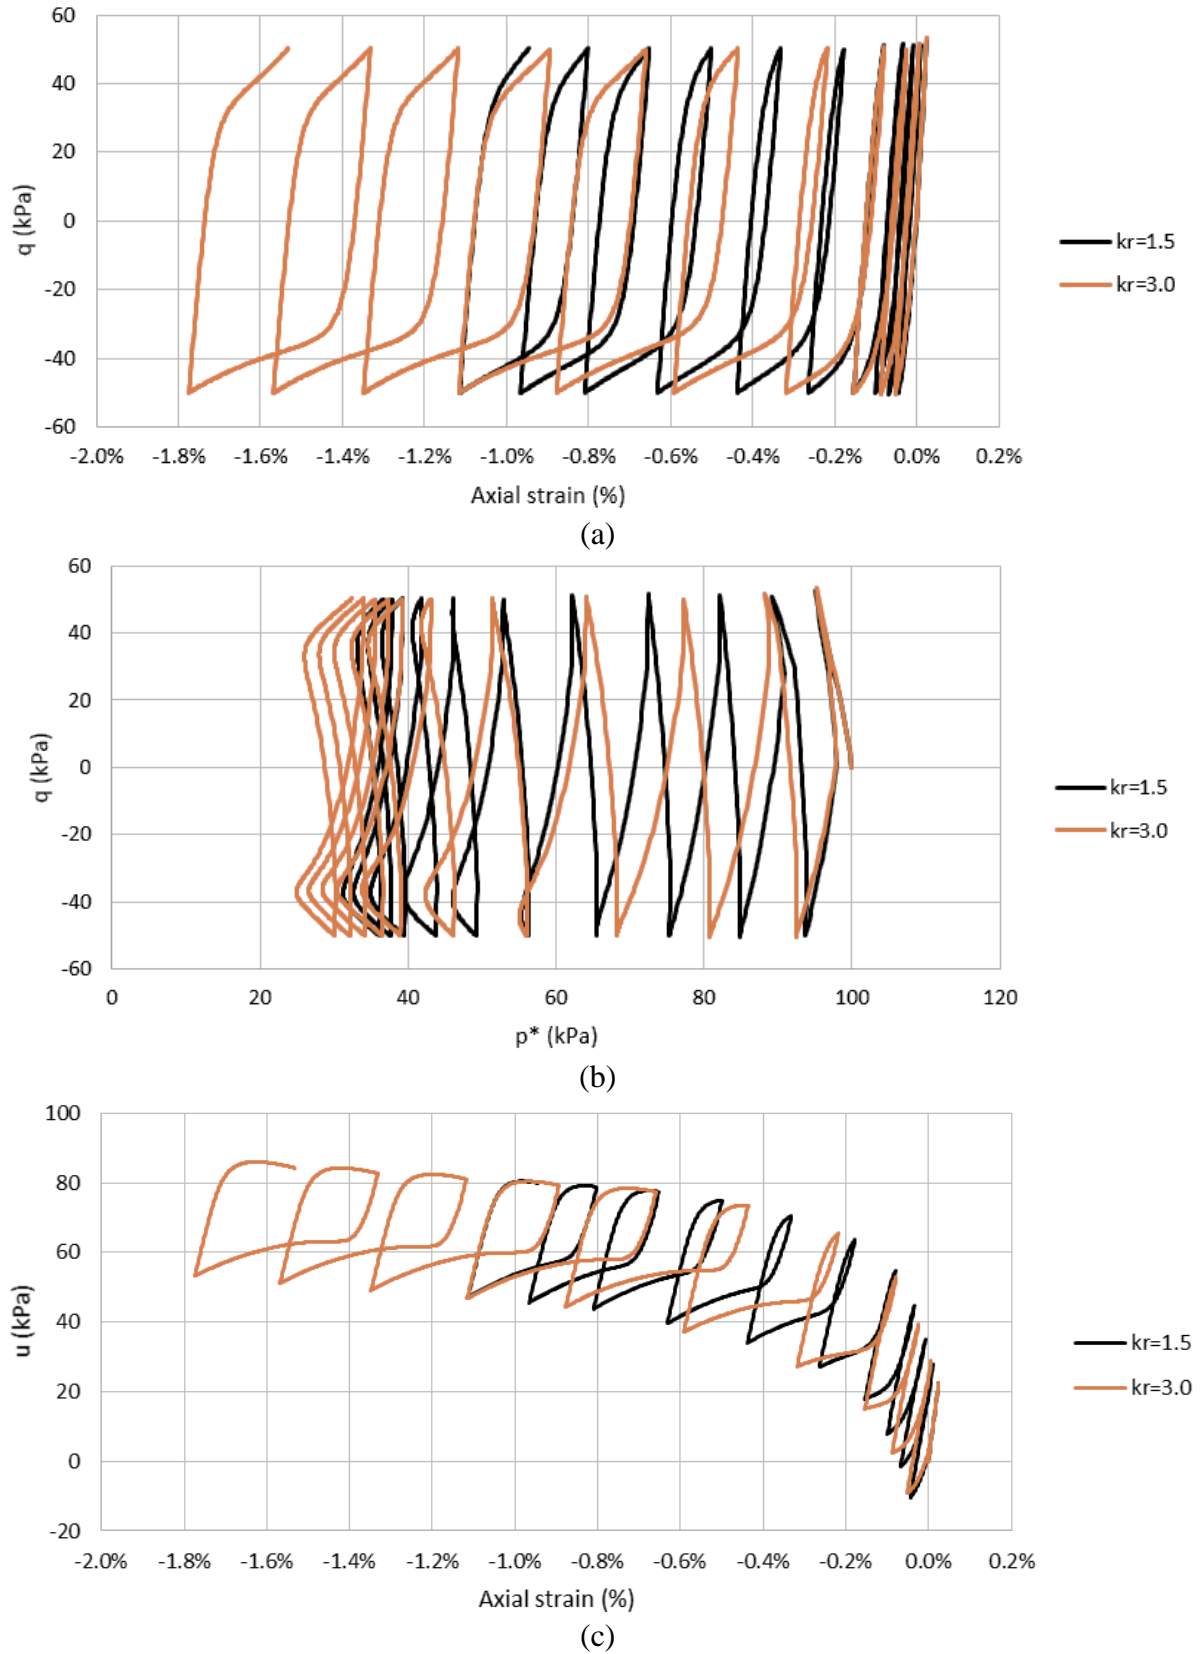 60
40
20
0
-20
-40
-60
q (kPa)
-2.0% -1.8% -1.6% -1.4% -1.2% -1.0% -0.8% -0.6% -0.4% -0.2% 0.0% 0.2%
Axial strain (%)
kr=1.5
kr=3.0
(a)
60
40
20
0
-20
-40
-60
q (kPa)
0 20 40 60 80 100 120
p* (kPa)
kr=1.5
kr=3.0
(b)
100
80
60
40
20
0
-20
u (kPa)
-2.0% -1.8% -1.6% -1.4% -1.2% -1.0% -0.8% -0.6% -0.4% -0.2% 0.0% 0.2%
Axial strain (%)
kr=1.5
kr=3.0
(c)